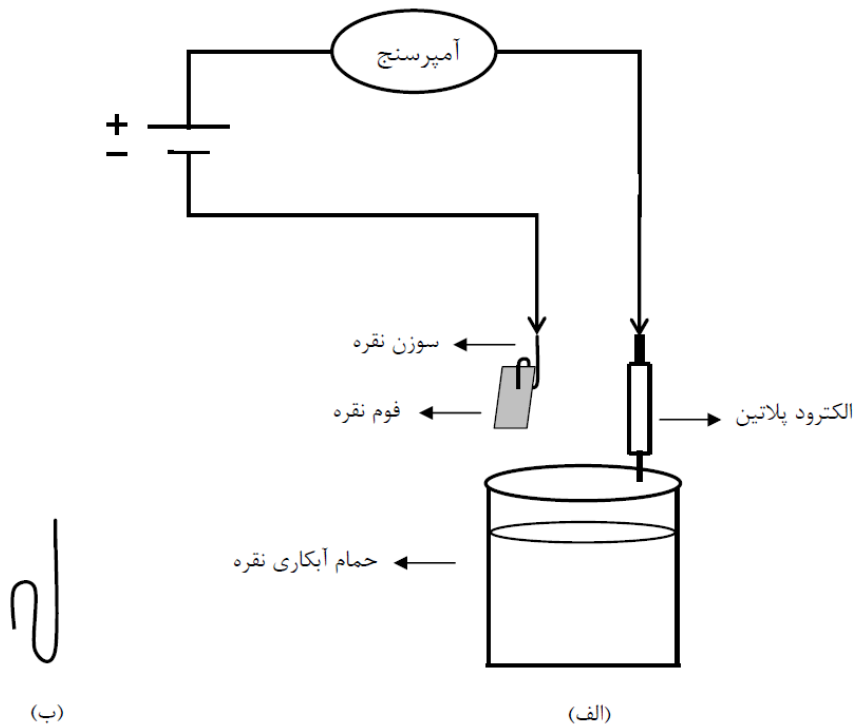 آمپرسنج
+
−
سوزن نقره
فوم نقره
الکترود پلاتین
حمام آبکاری نقره
(ب)
(الف)